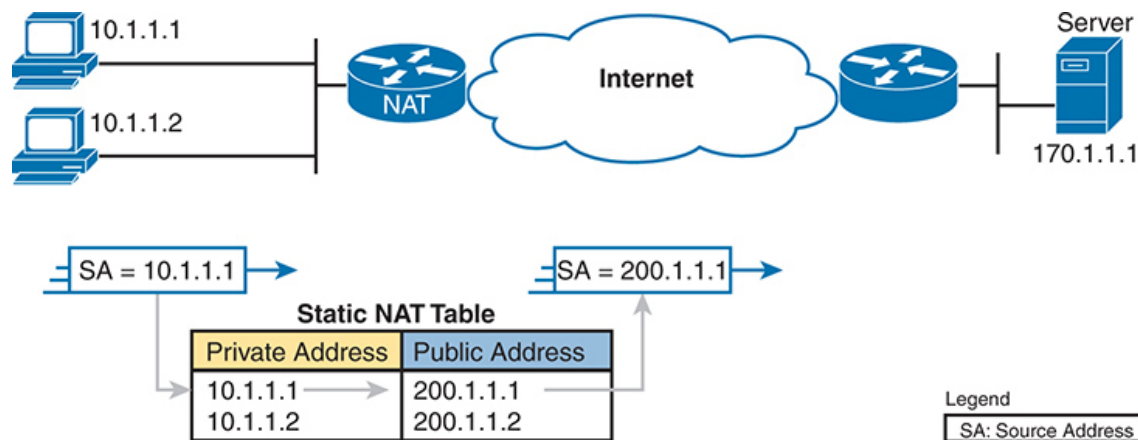 10.1.1.1
Server
NAT
Internet
10.1.1.2
170.1.1.1
SA = 10.1.1.1
SA = 200.1.1.1
Static NAT Table
Private Address Public Address
10.1.1.1 200.1.1.1
10.1.1.2 200.1.1.2
Legend
SA: Source Address